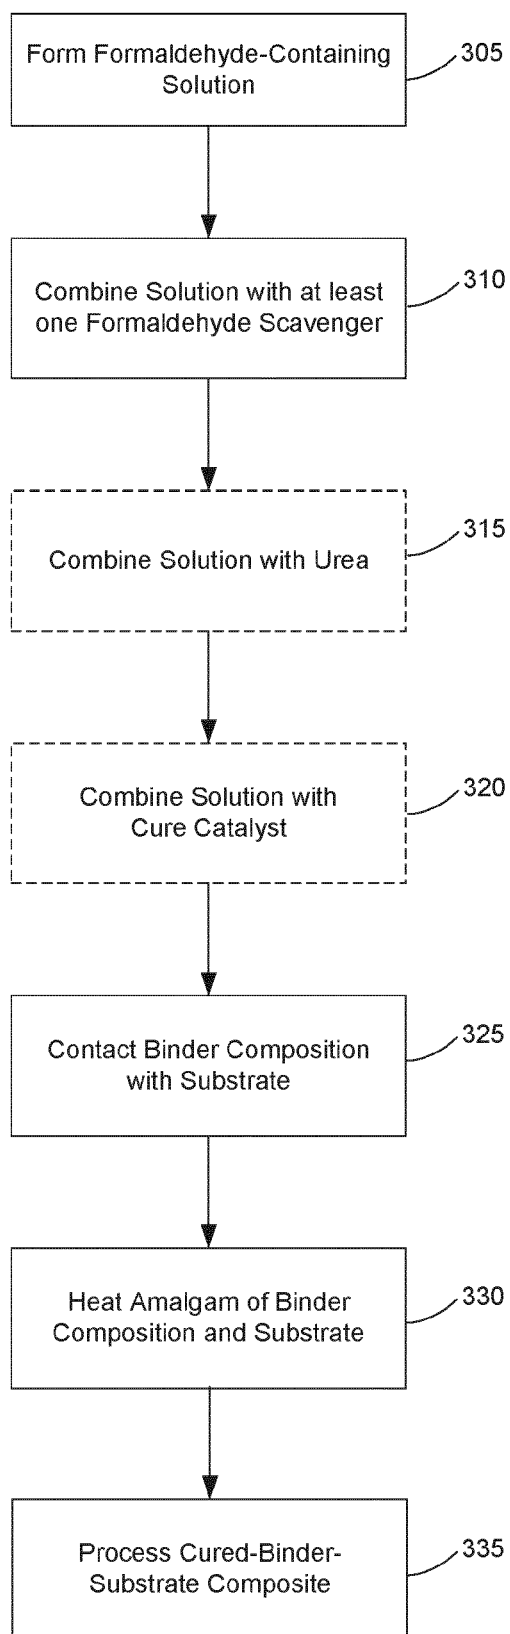 Form Formaldehyde-Containing
Solution
305
Combine Solution with at least
one Formaldehyde Scavenger
310
Combine Solution with Urea
315
Combine Solution with
Cure Catalyst
320
Contact Binder Composition
with Substrate
325
Heat Amalgam of Binder
Composition and Substrate
330
Process Cured-Binder-
Substrate Composite
335